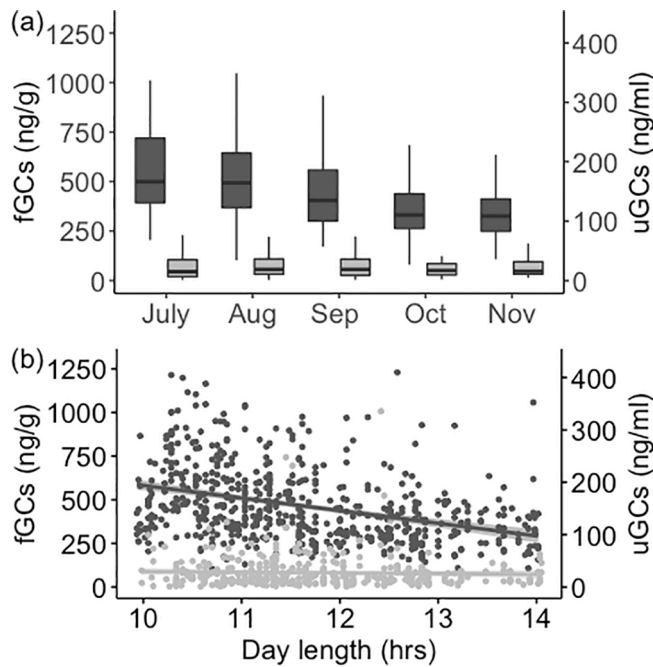 (a)
1250
1000
750
500
250
0
fGCs (ng/g)
400
300
200
100
0
uGCs (ng/ml)
July Aug Sep Oct Nov
(b)
1250
1000
750
500
250
0
fGCs (ng/g)
400
300
200
100
0
uGCs (ng/ml)
10 11 12 13 14
Day length (hrs)